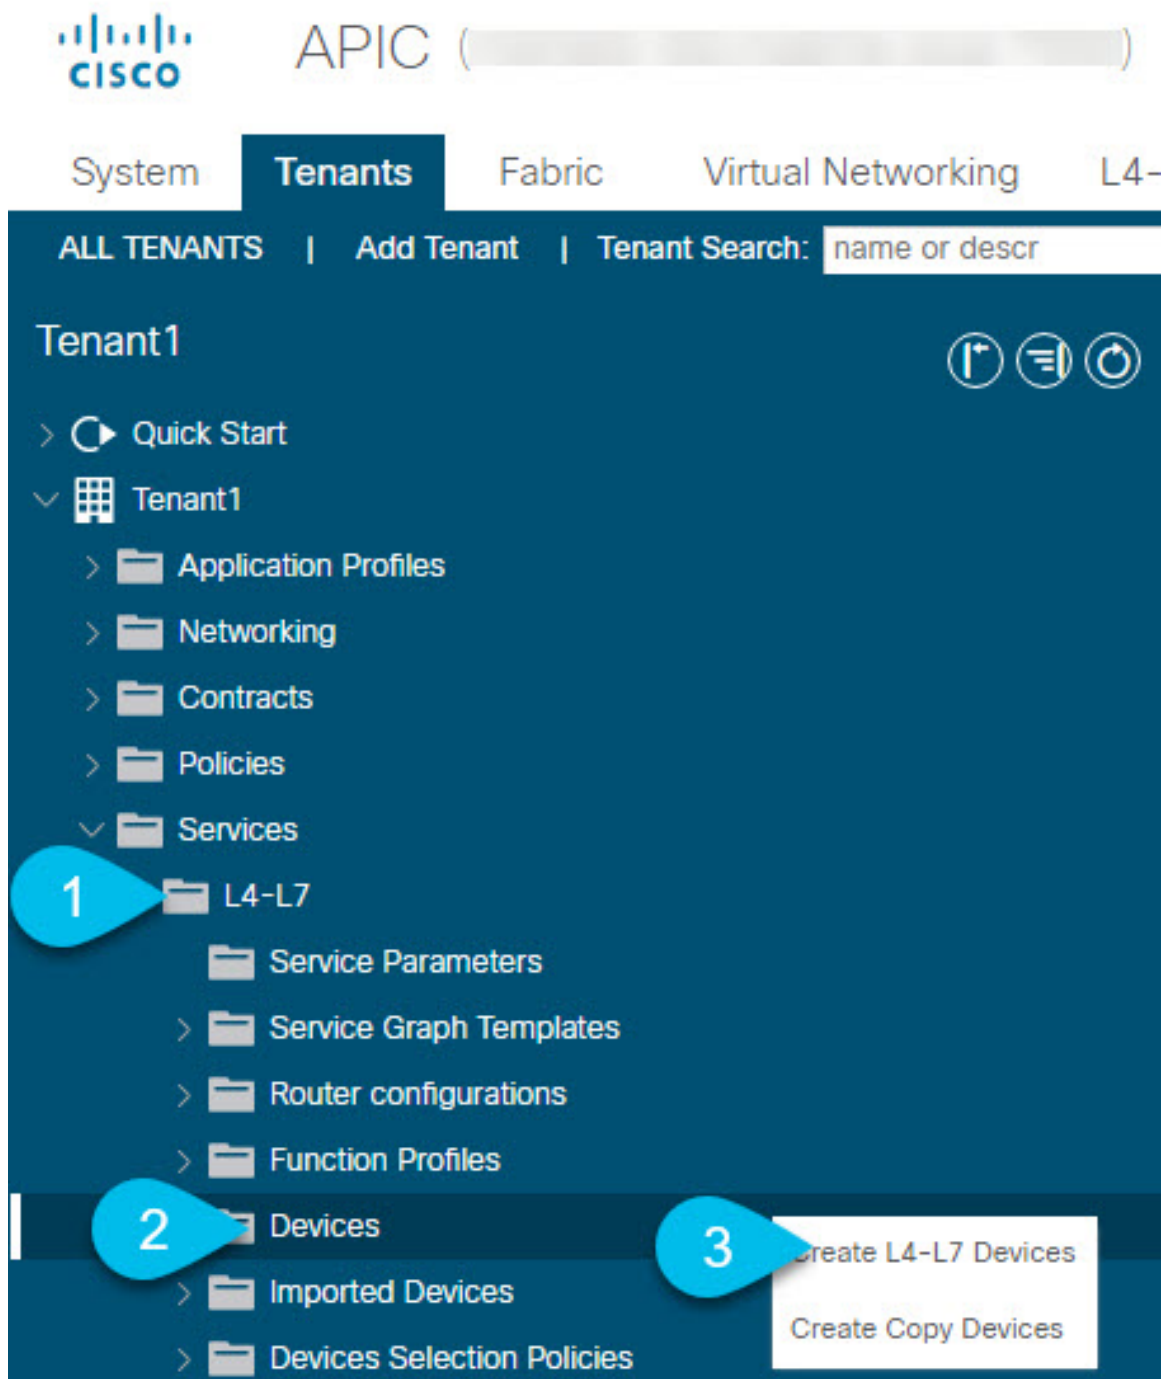 CISCO
APIC ( )
System Tenants Fabric Virtual Networking L4-
ALL TENANTS | Add Tenant | Tenant Search: name or descr
Tenant1
Quick Start
Tenant1
Application Profiles
Networking
Contracts
Policies
Services
1 L4-L7
Service Parameters
Service Graph Templates
Router configurations
Function Profiles
2 Devices
3 Create L4-L7 Devices
Imported Devices
Create Copy Devices
Devices Selection Policies